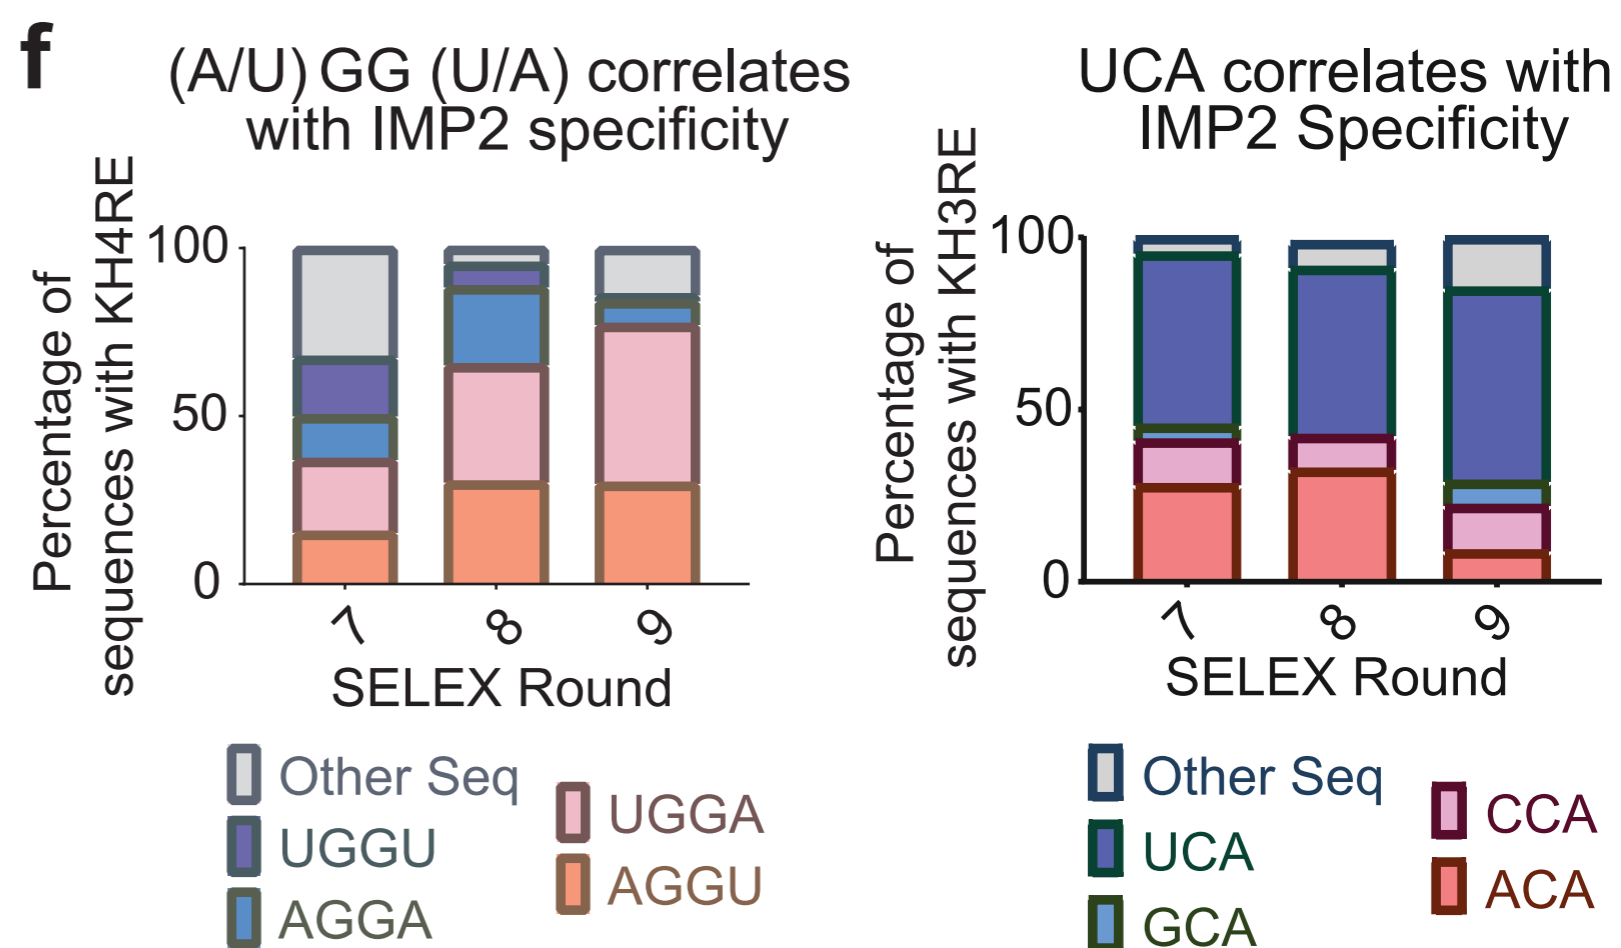 f
(A/U) GG (U/A) correlates
with IMP2 specificity
Percentage of
sequences with KH4RE
100
50
0
7
8
9
SELEX Round
Other Seq
UGGU
AGGA
UGGA
AGGU
UCA correlates with
IMP2 Specificity
Percentage of
sequences with KH3RE
100
50
0
7
8
9
SELEX Round
Other Seq
UCA
GCA
CCA
ACA